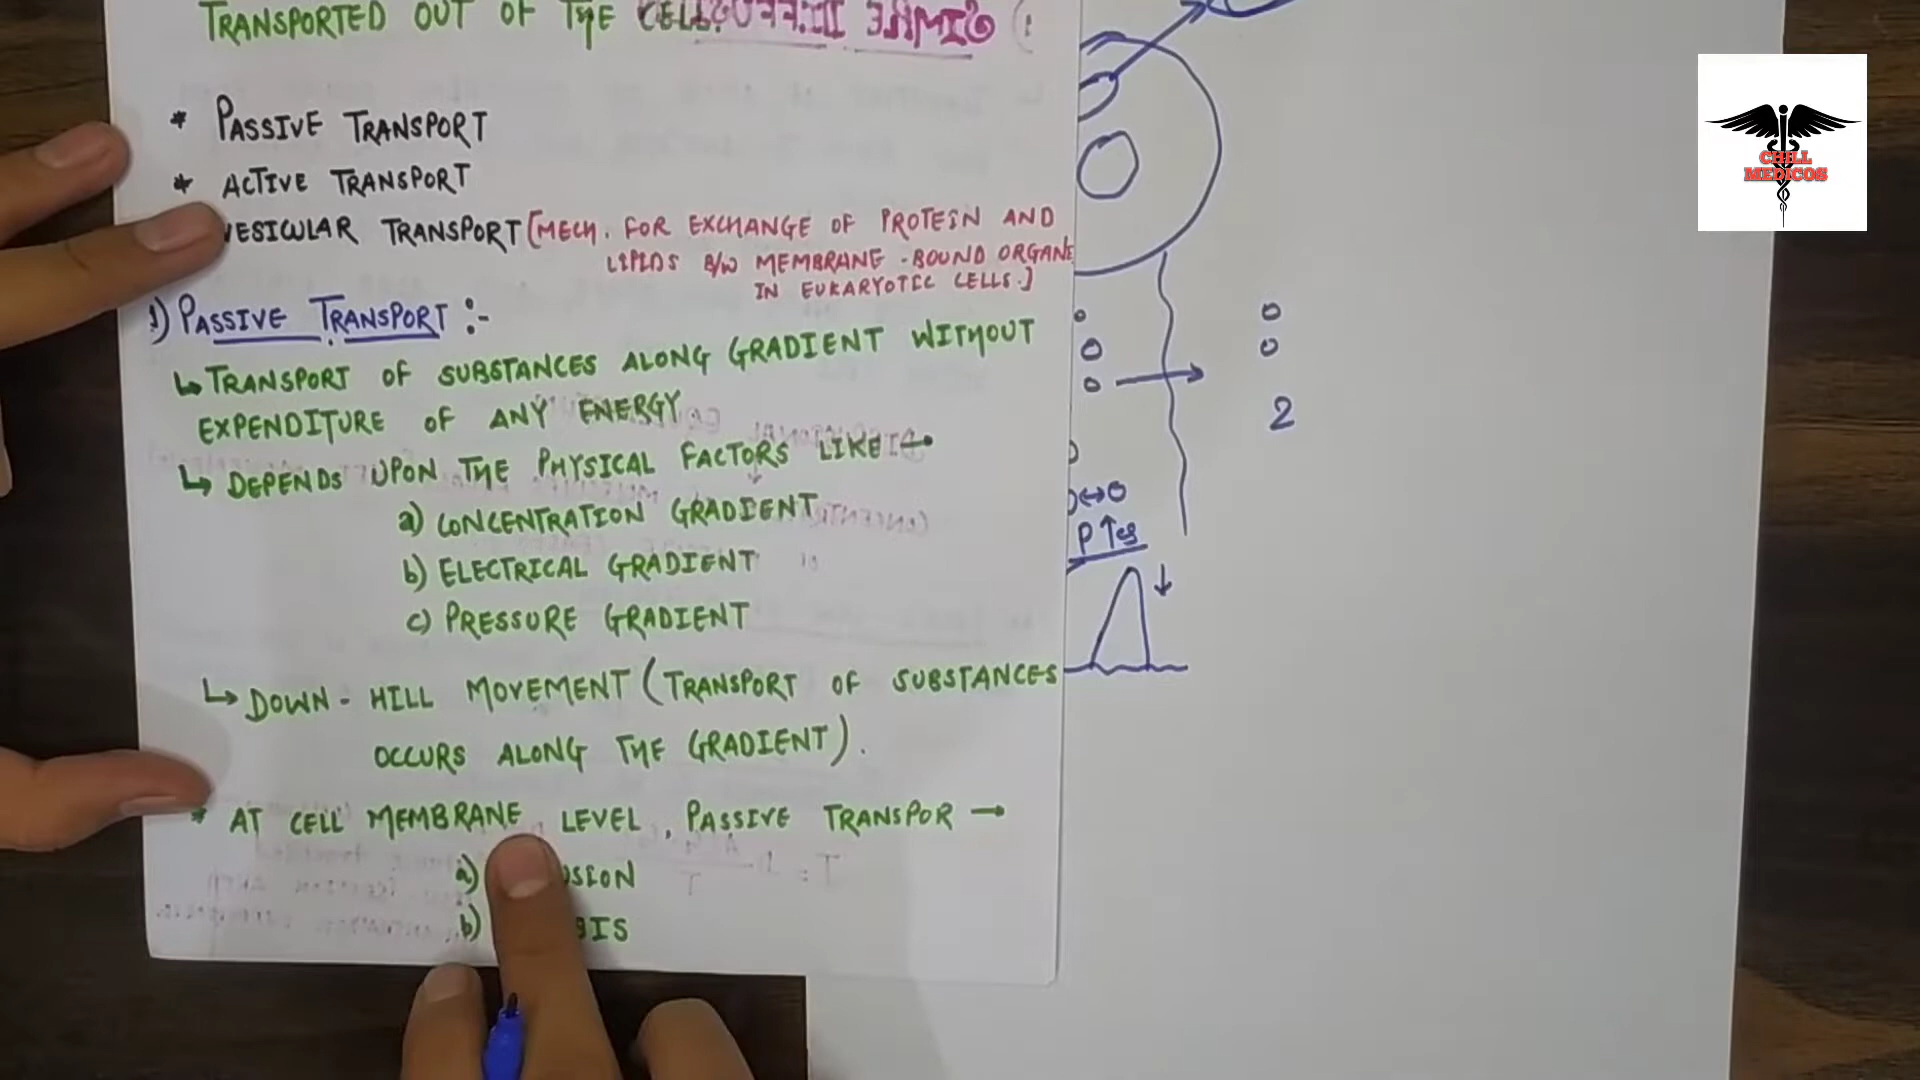 TRANSPORTED OUT OF THE CELL.
* PASSIVE TRANSPORT
* ACTIVE TRANSPORT
VESICULAR TRANSPORT [MECH. FOR EXCHANGE OF PROTEIN AND
LIPIDS B/W MEMBRANE-BOUND ORGANE
IN EUKARYOTIC CELLS.]
1) PASSIVE TRANSPORT :-
↳ TRANSPORT OF SUBSTANCES ALONG GRADIENT WITHOUT
EXPENDITURE OF ANY ENERGY
↳ DEPENDS UPON THE PHYSICAL FACTORS LIKE →
a) CONCENTRATION GRADIENT
b) ELECTRICAL GRADIENT
c) PRESSURE GRADIENT
↳ DOWN-HILL MOVEMENT (TRANSPORT OF SUBSTANCES
OCCURS ALONG THE GRADIENT).
* AT CELL MEMBRANE LEVEL, PASSIVE TRANSPOR →
a)
b)
2
P↑es
CHILL
MEDICOS